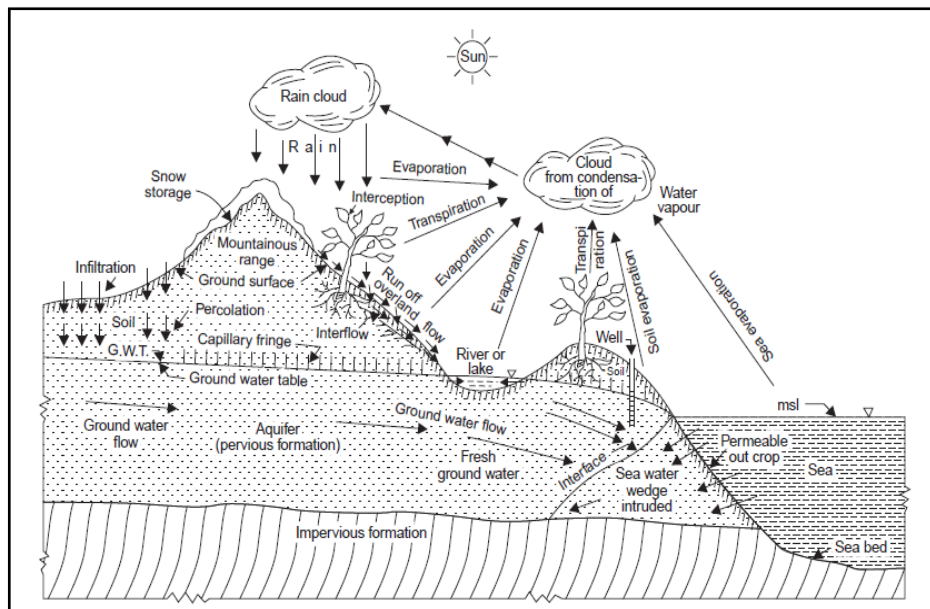 Sun
Rain cloud
Rain
Evaporation
Cloud
from condensa-
tion of
Water
vapour
Snow
storage
Interception
Transpiration
Mountainous
range
Evaporation
Evaporation
Transpi
ration
Soil evaporation
Sea evaporation
Infiltration
Ground surface
Run off
overland flow
Percolation
Soil
Interflow
Capillary fringe
G.W.T.
Ground water table
River or
lake
Well
Soil
msl
Ground water
flow
Aquifer
(pervious formation)
Ground water flow
Fresh
ground water
Interface
Sea water
wedge
intruded
Permeable
out crop
Sea
Impervious formation
Sea bed